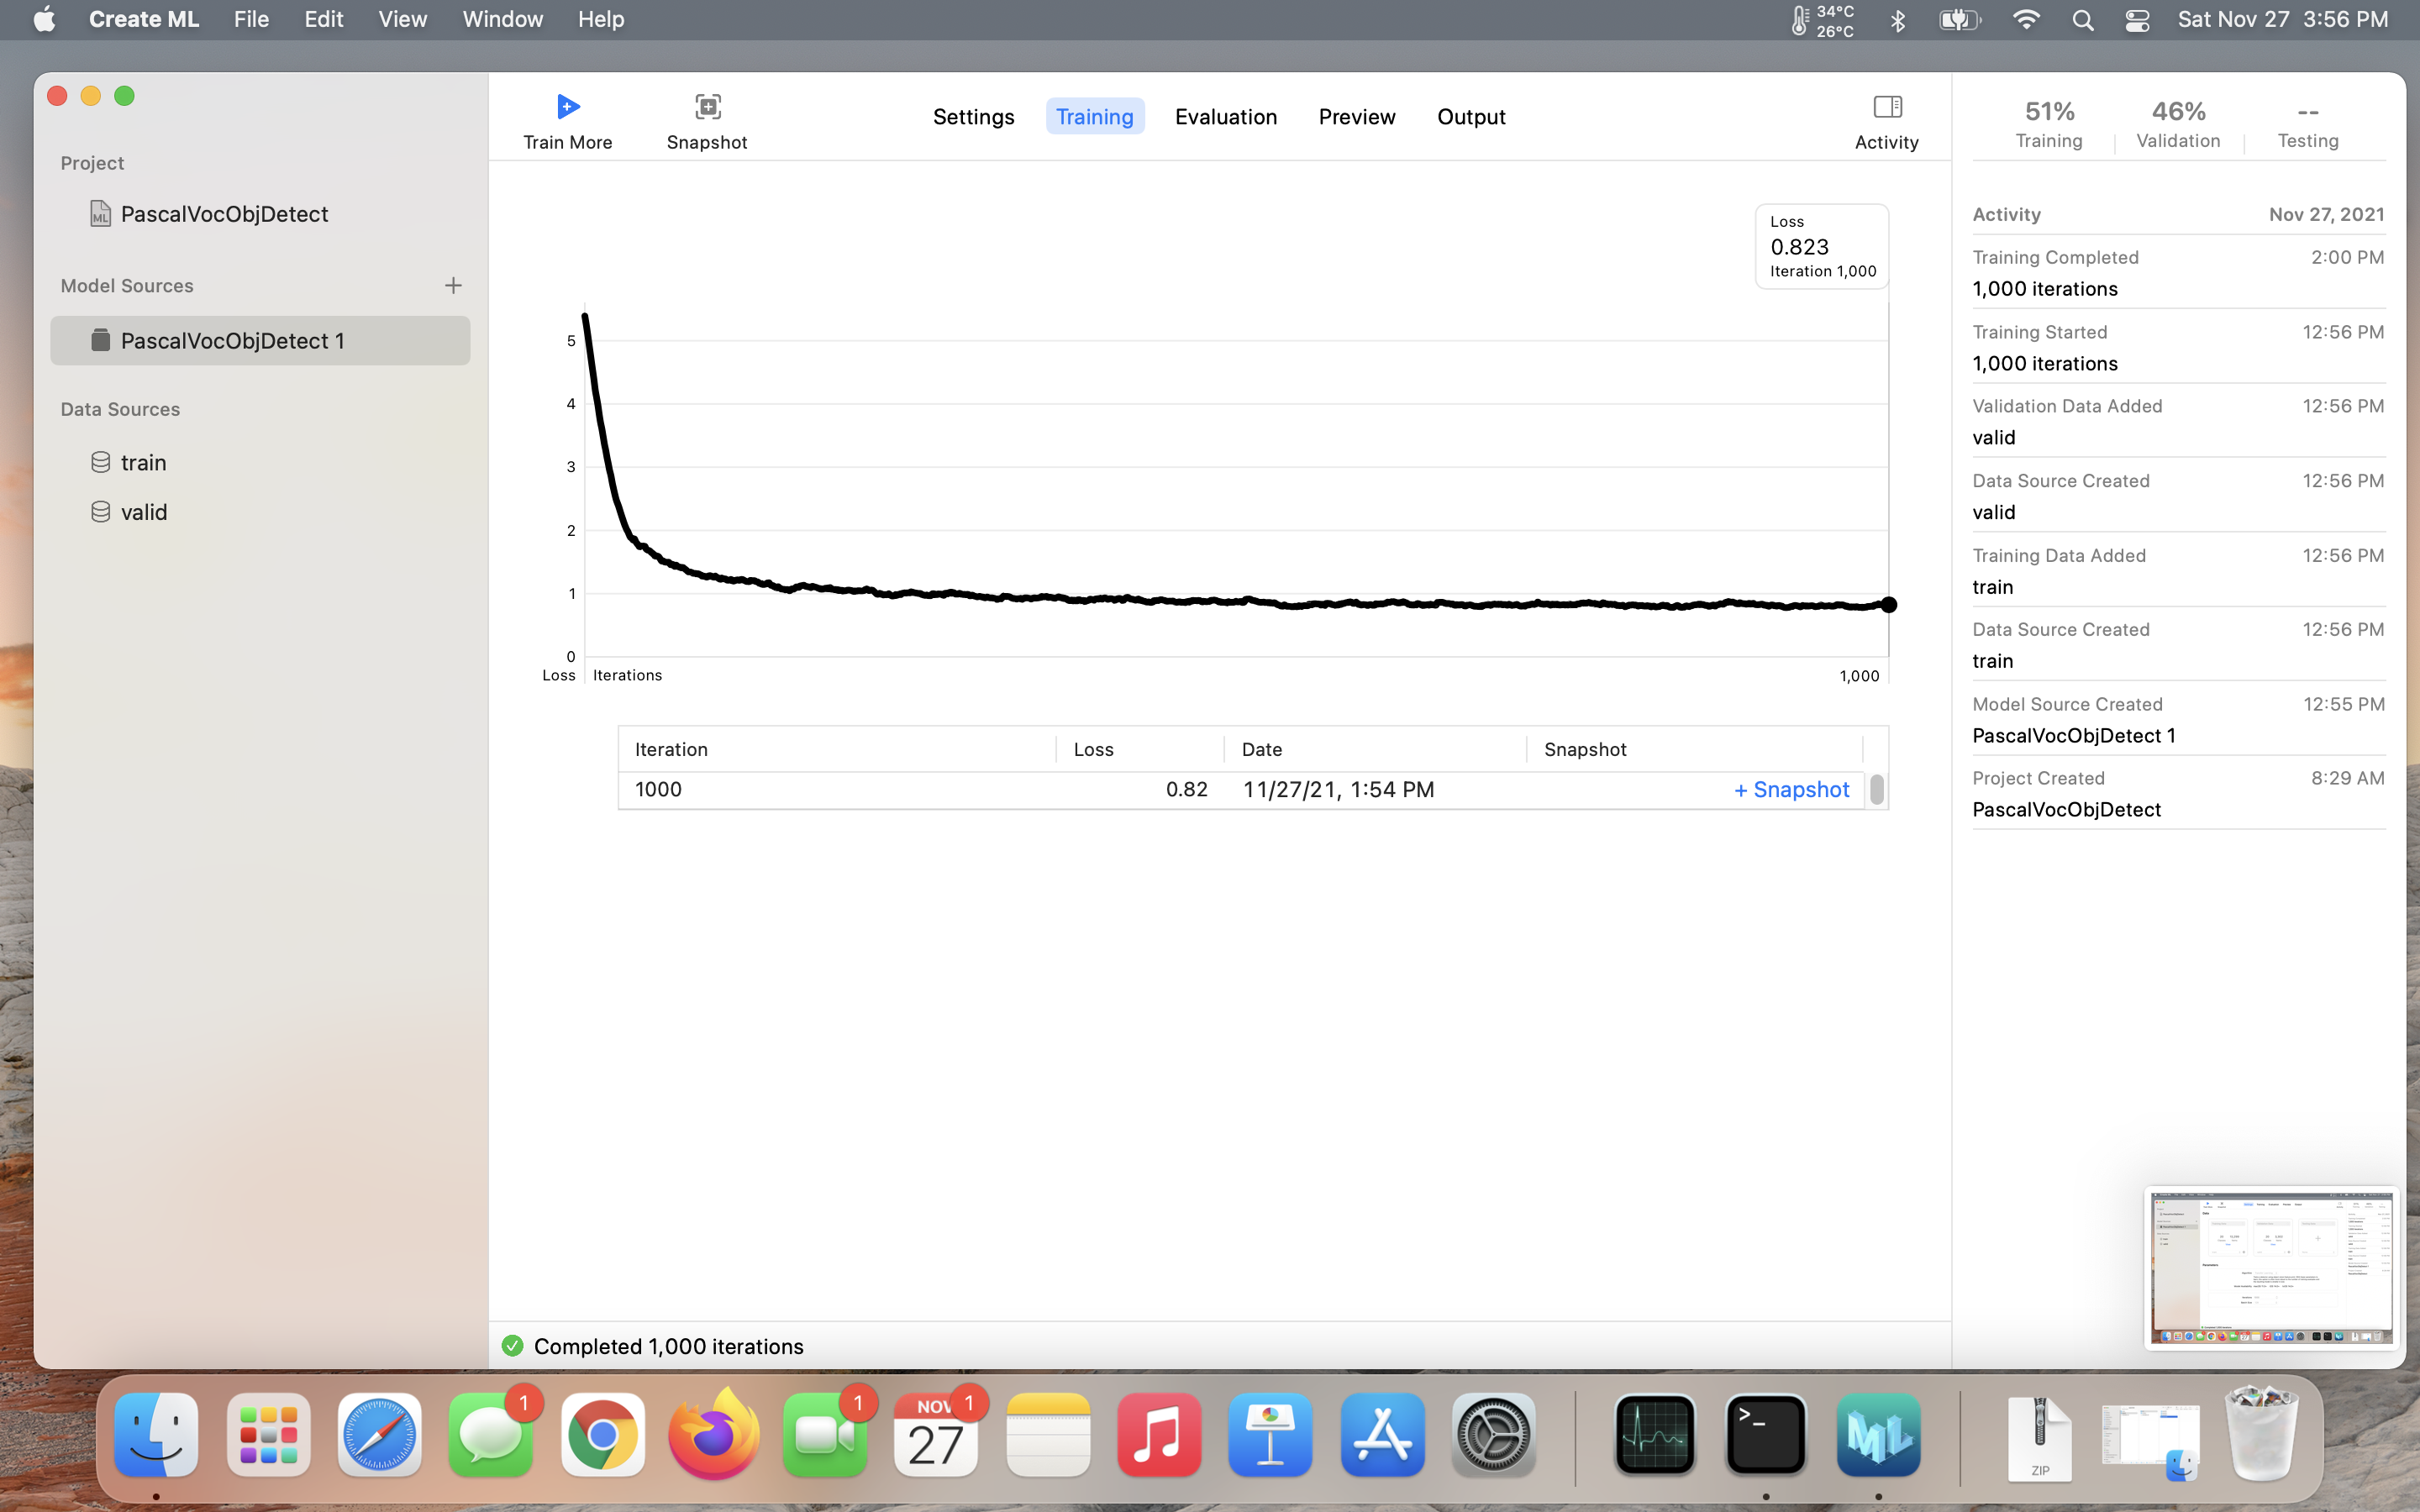 Create ML File Edit View Window Help 34°C 26°C Sat Nov 27 3:56 PM
Project
PascalVocObjDetect
Model Sources
PascalVocObjDetect 1
Data Sources
train
valid
Train More Snapshot Settings Training Evaluation Preview Output Activity
Loss
0.823
Iteration 1,000
5
4
3
2
1
0
Loss Iterations 1,000
Iteration Loss Date Snapshot
1000 0.82 11/27/21, 1:54 PM + Snapshot
Completed 1,000 iterations
51% 46% --
Training Validation Testing
Activity Nov 27, 2021
Training Completed 2:00 PM
1,000 iterations
Training Started 12:56 PM
1,000 iterations
Validation Data Added 12:56 PM
valid
Data Source Created 12:56 PM
valid
Training Data Added 12:56 PM
train
Data Source Created 12:56 PM
train
Model Source Created 12:55 PM
PascalVocObjDetect 1
Project Created 8:29 AM
PascalVocObjDetect
1
1
NOV 1
27
>_
ML
ZIP